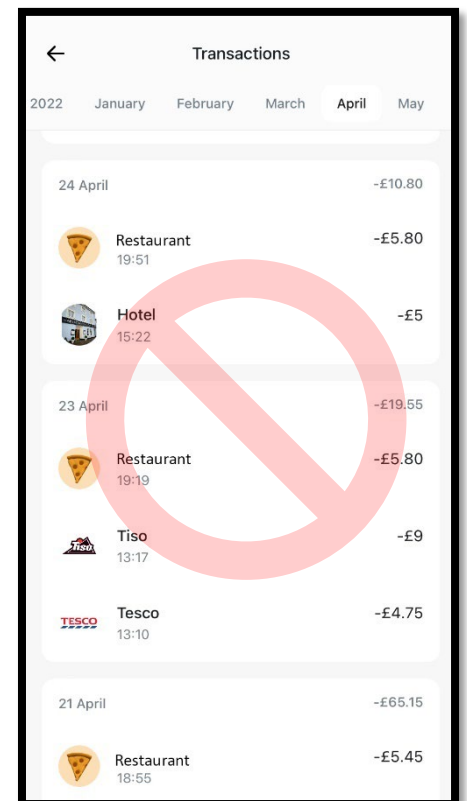 Transactions
2022 January February March April May
24 April -£10.80
Restaurant -£5.80
19:51
Hotel -£5
15:22
23 April -£19.55
Restaurant -£5.80
19:19
Tiso Tiso -£9
13:17
TESCO Tesco -£4.75
13:10
21 April -£65.15
Restaurant -£5.45
18:55